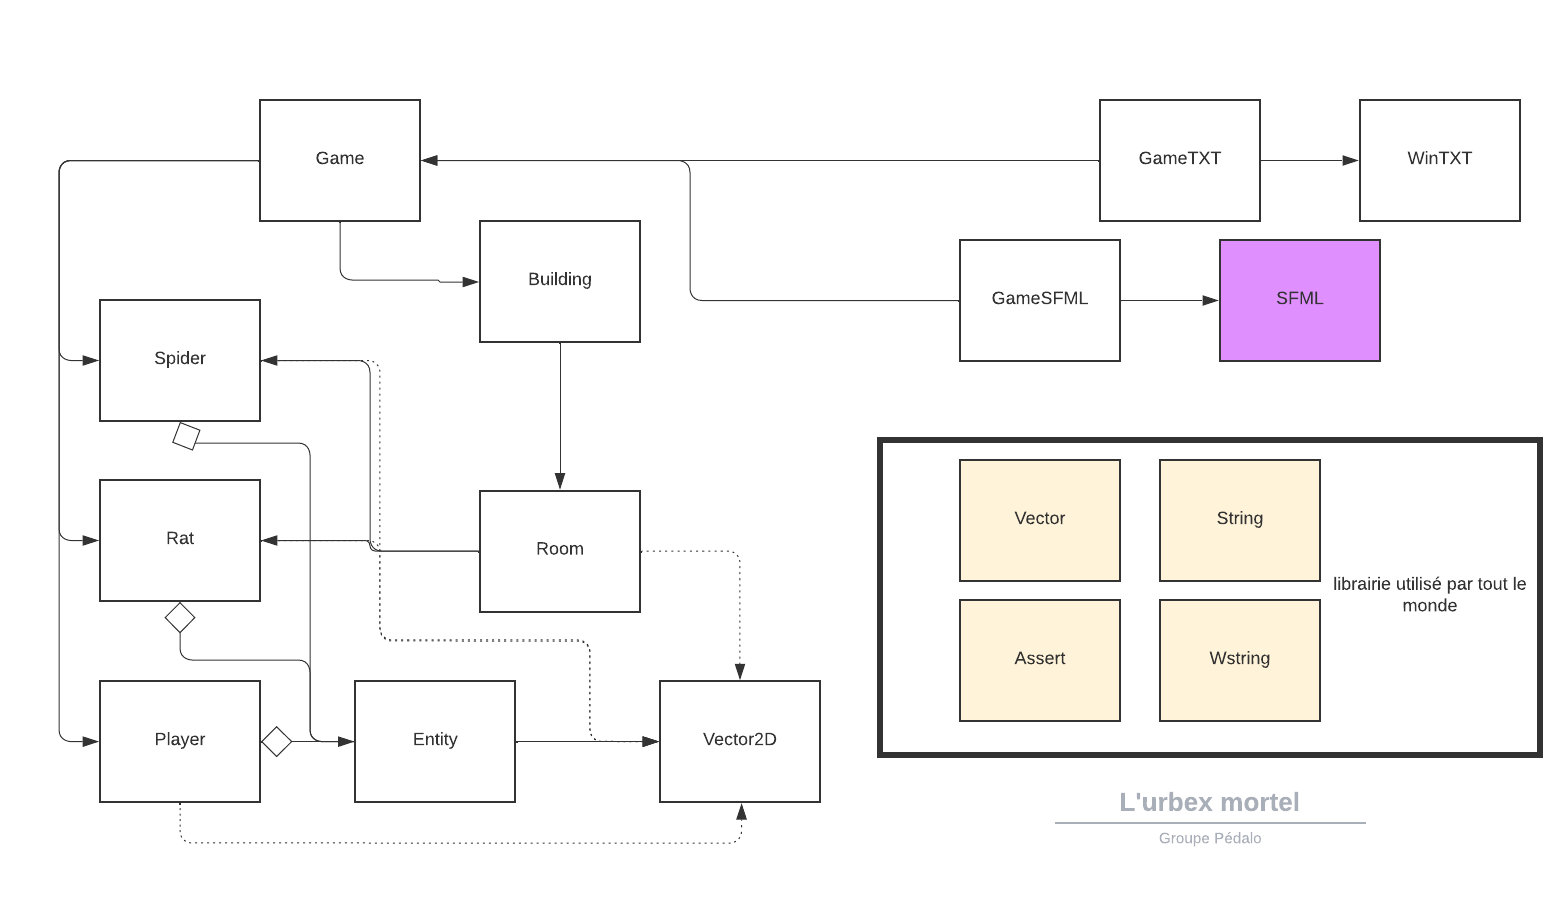 Game
GameTXT
WinTXT
Building
GameSFML
SFML
Spider
Rat
Room
Vector
String
librairie utilisé par tout le
monde
Assert
Wstring
Player
Entity
Vector2D
L'urbex mortel
Groupe Pédalo